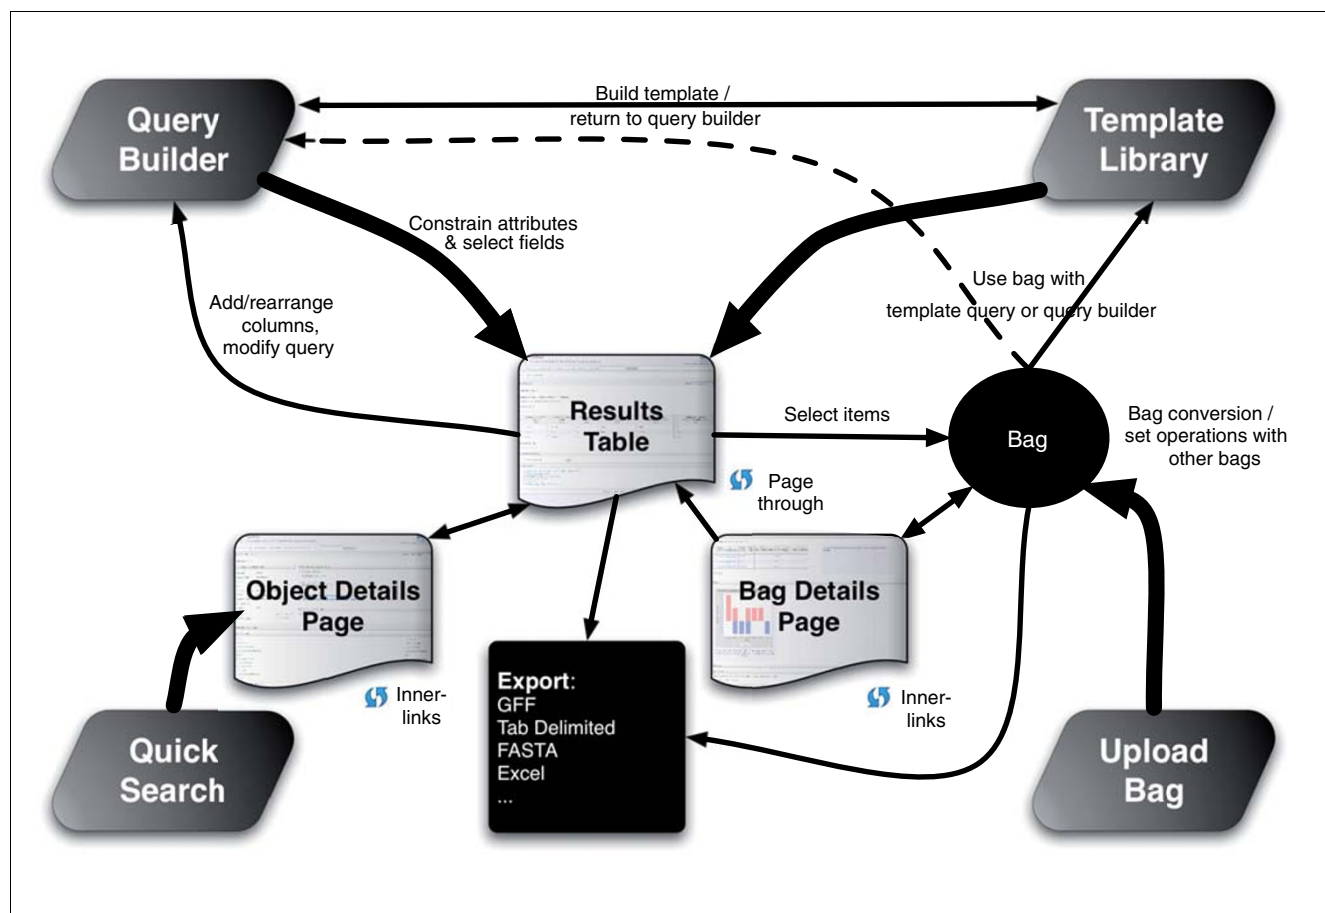 Build template /
return to query builder
Query
Builder
Template
Library
Constrain attributes
& select fields
Use bag with
template query or query builder
Add/rearrange
columns,
modify query
Results
Table
Select items
Bag
Bag conversion /
set operations with
other bags
Page
through
Object Details
Page
Bag Details
Page
Inner-
links
Inner-
links
Export:
GFF
Tab Delimited
FASTA
Excel
...
Quick
Search
Upload
Bag